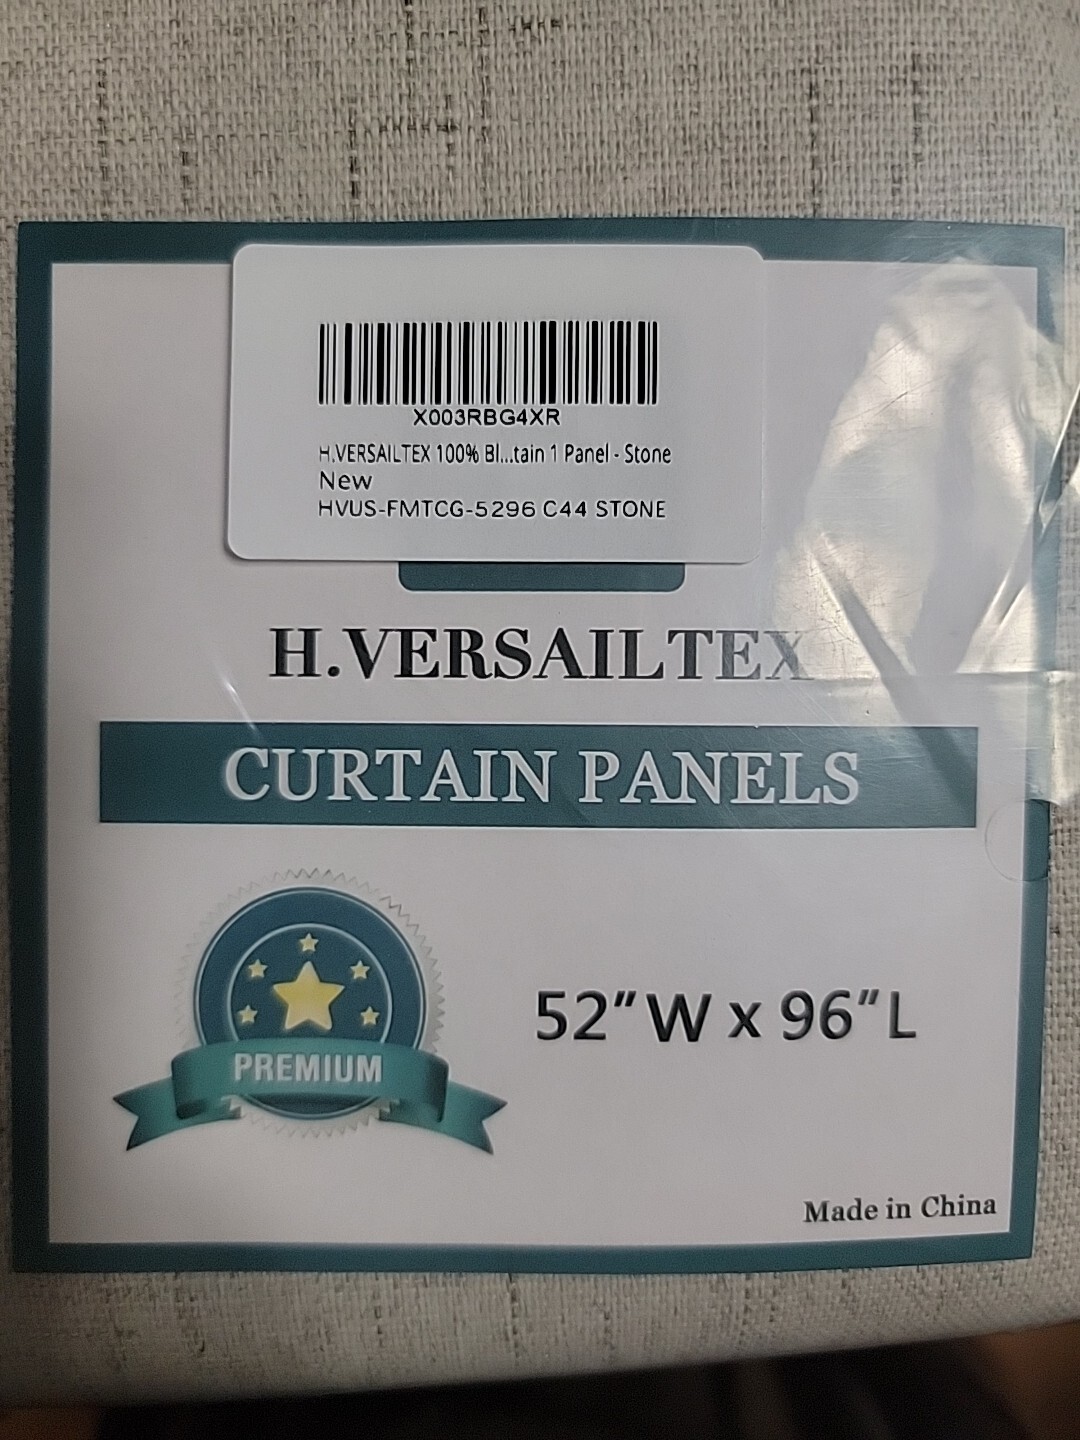 X003RBG4XR
H.VERSAILTEX 100% Bl...tain 1 Panel - Stone
New
HVUS-FMTCG-5296 C44 STONE
H.VERSAILTEX
CURTAIN PANELS
PREMIUM
52"W x 96"L
Made in China